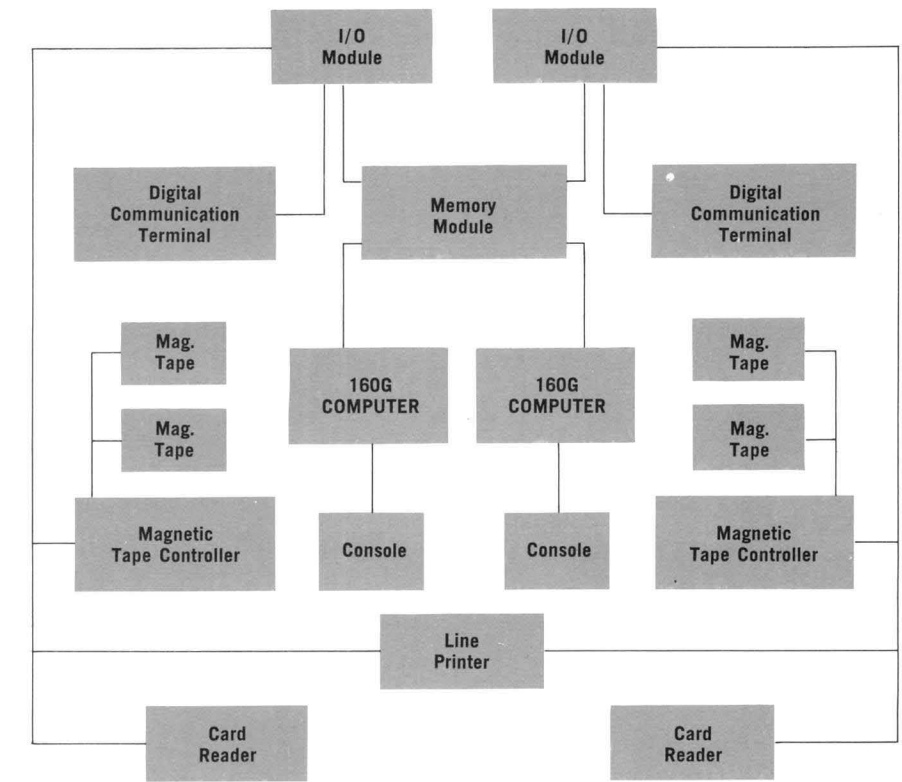 I/O
Module
I/O
Module
Digital
Communication
Terminal
Memory
Module
Digital
Communication
Terminal
Mag.
Tape
Mag.
Tape
160G
COMPUTER
160G
COMPUTER
Mag.
Tape
Mag.
Tape
Magnetic
Tape Controller
Console
Console
Magnetic
Tape Controller
Line
Printer
Card
Reader
Card
Reader